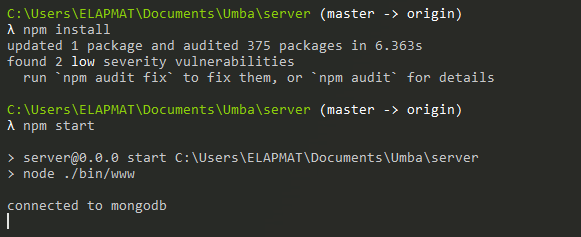 C:\Users\ELAPMAT\Documents\Umba\server (master -> origin)
λ npm install
updated 1 package and audited 375 packages in 6.363s
found 2 low severity vulnerabilities
  run `npm audit fix` to fix them, or `npm audit` for details
C:\Users\ELAPMAT\Documents\Umba\server (master -> origin)
λ npm start
> server@0.0.0 start C:\Users\ELAPMAT\Documents\Umba\server
> node ./bin/www
connected to mongodb